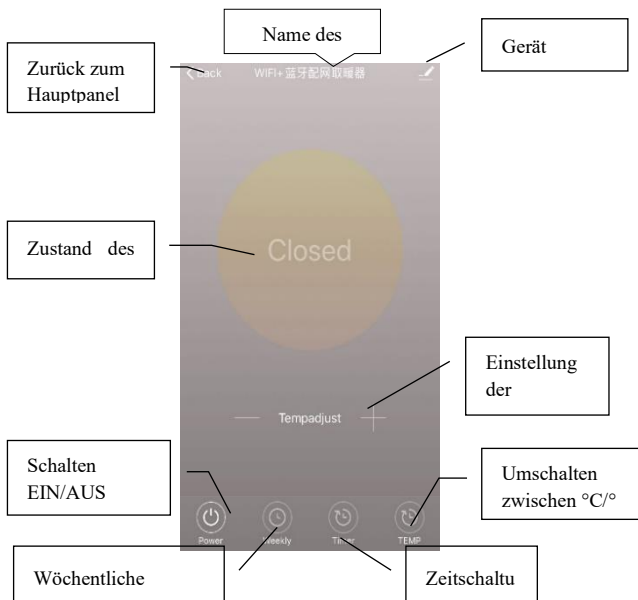 Name des
Gerät
Zurück zum
Hauptpanel
Back
WIFI+蓝牙配网取暖器
Zustand des
Closed
Einstellung
der
Tempadjust
Schalten
EIN/AUS
Umschalten
zwischen °C/°
Power
Weekly
Timer
TEMP
Wöchentliche
Zeitschaltu